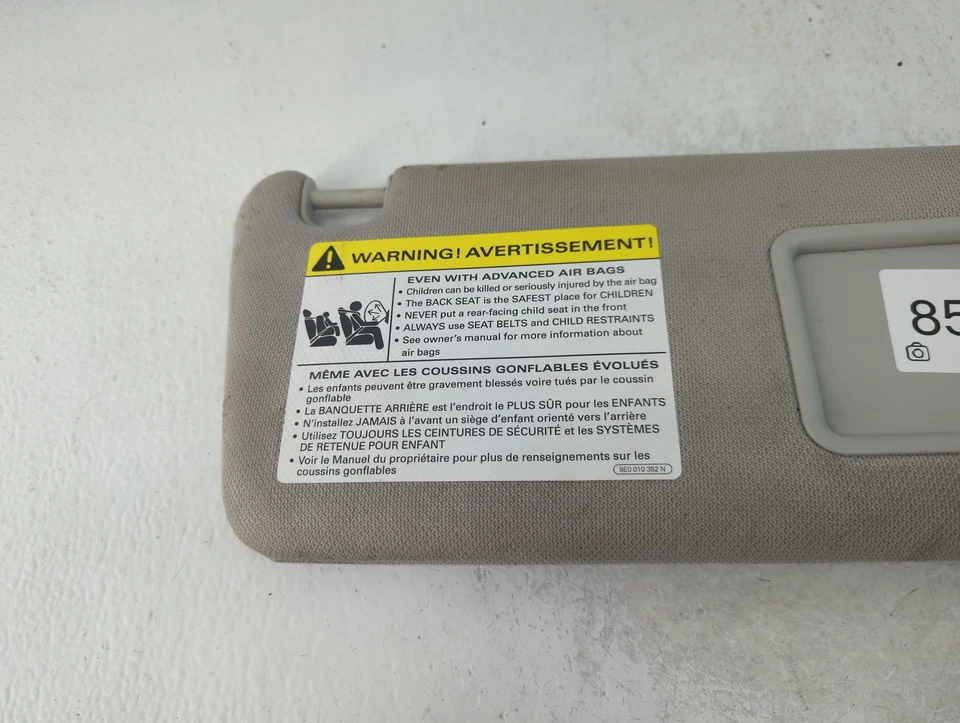 WARNING! AVERTISSEMENT!
EVEN WITH ADVANCED AIR BAGS
• Children can be killed or seriously injured by the air bag
• The BACK SEAT is the SAFEST place for CHILDREN
• NEVER put a rear-facing child seat in the front
• ALWAYS use SEAT BELTS and CHILD RESTRAINTS
• See owner's manual for more information about
air bags
MÊME AVEC LES COUSSINS GONFLABLES ÉVOLUÉS
• Les enfants peuvent être gravement blessés voire tués par le coussin
gonflable
• La BANQUETTE ARRIÈRE est l'endroit le PLUS SÛR pour les ENFANTS
• N'installez JAMAIS à l'avant un siège d'enfant orienté vers l'arrière
• Utilisez TOUJOURS LES CEINTURES DE SÉCURITÉ et les SYSTÈMES
DE RETENUE POUR ENFANT
• Voir le Manuel du propriétaire pour plus de renseignements sur les
coussins gonflables
8E0 010 352 N
85